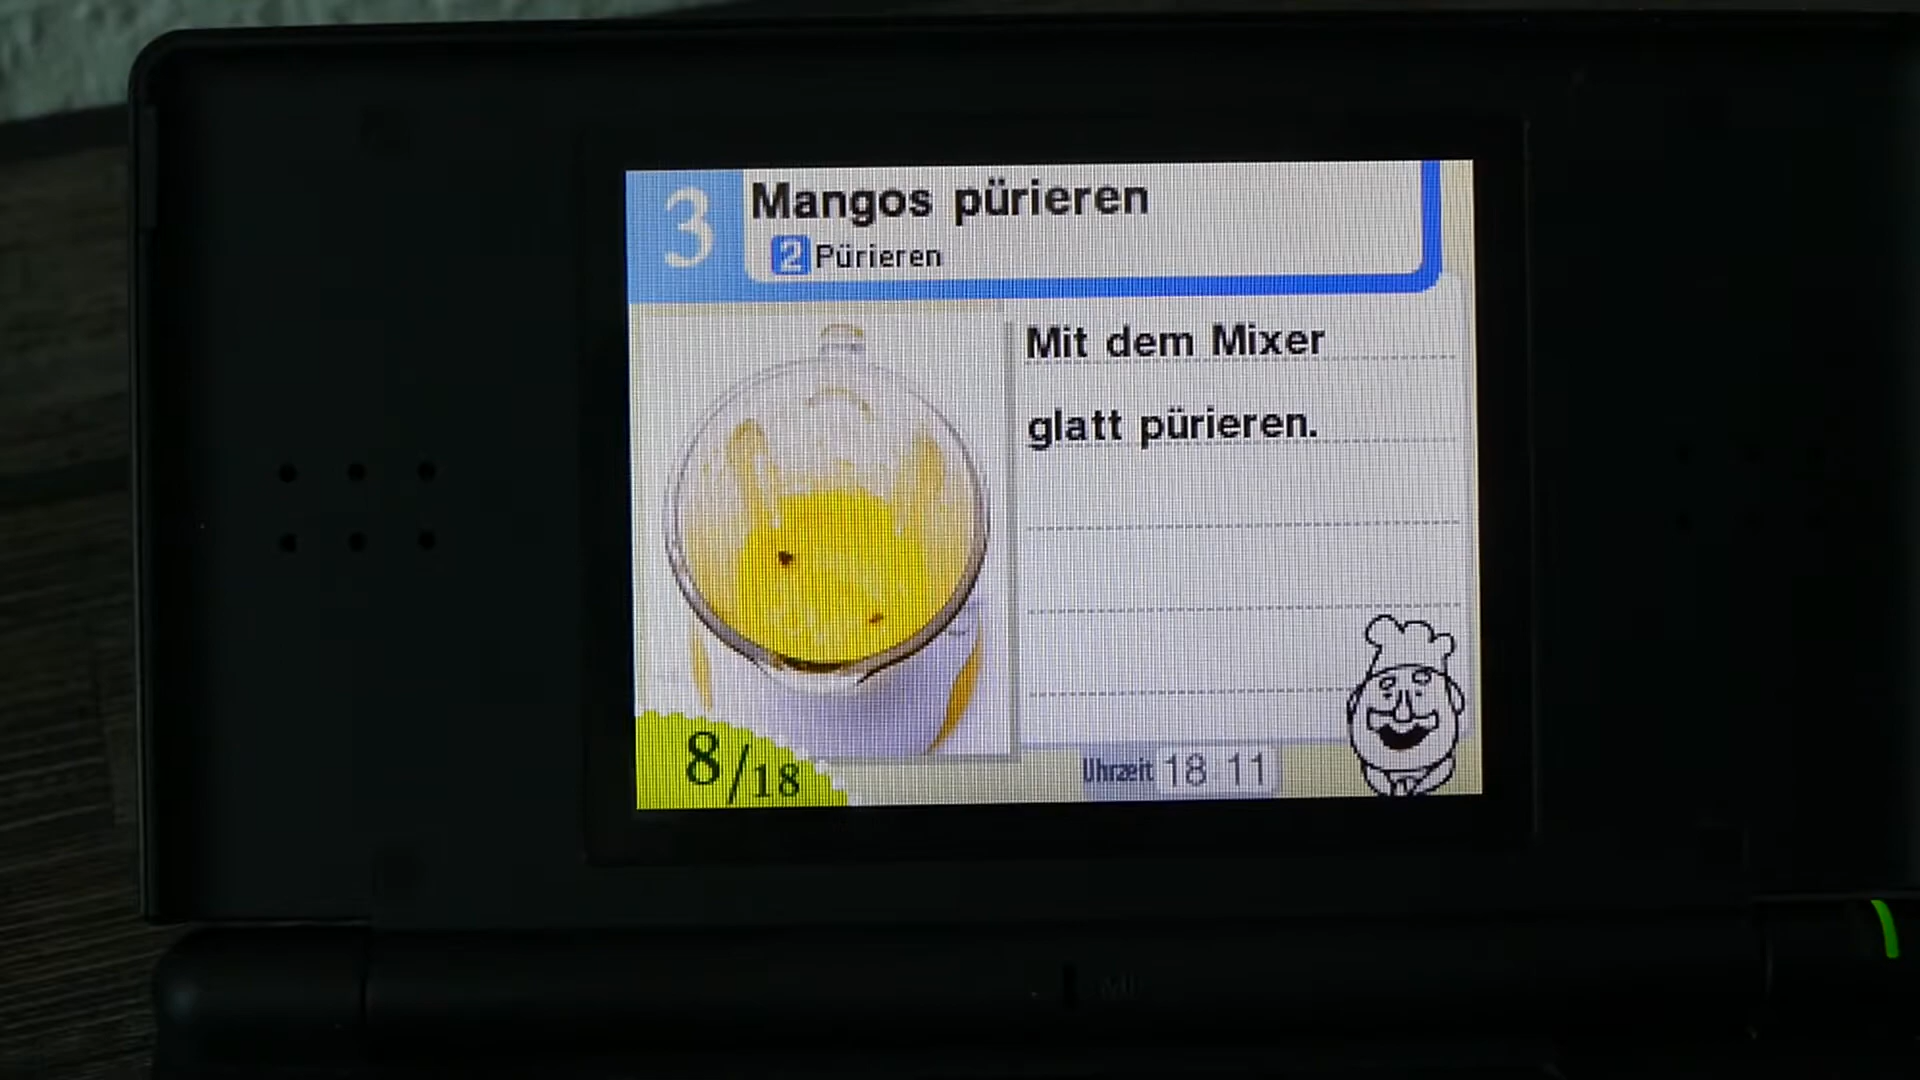 3
Mangos pürieren
2 Pürieren
Mit dem Mixer
glatt pürieren.
8/18
Uhrzeit 18 11